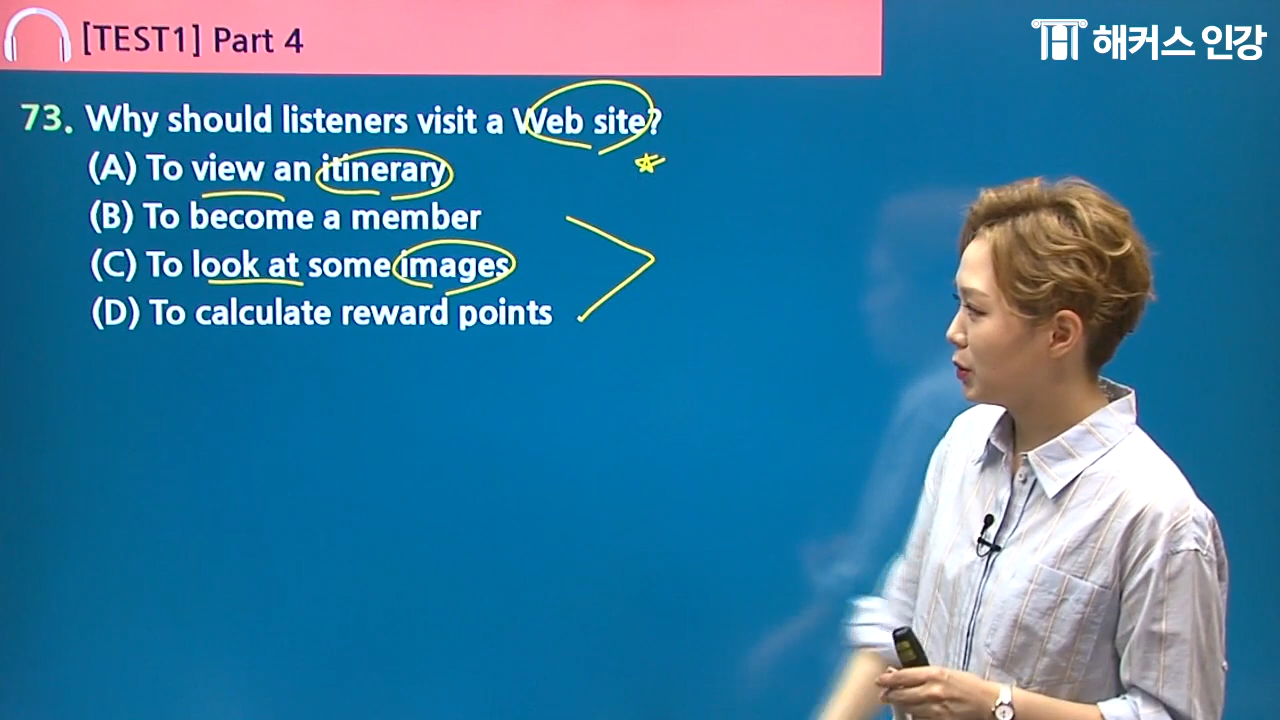 [TEST1] Part 4
해커스 인강
73. Why should listeners visit a Web site?
(A) To view an itinerary
(B) To become a member
(C) To look at some images
(D) To calculate reward points